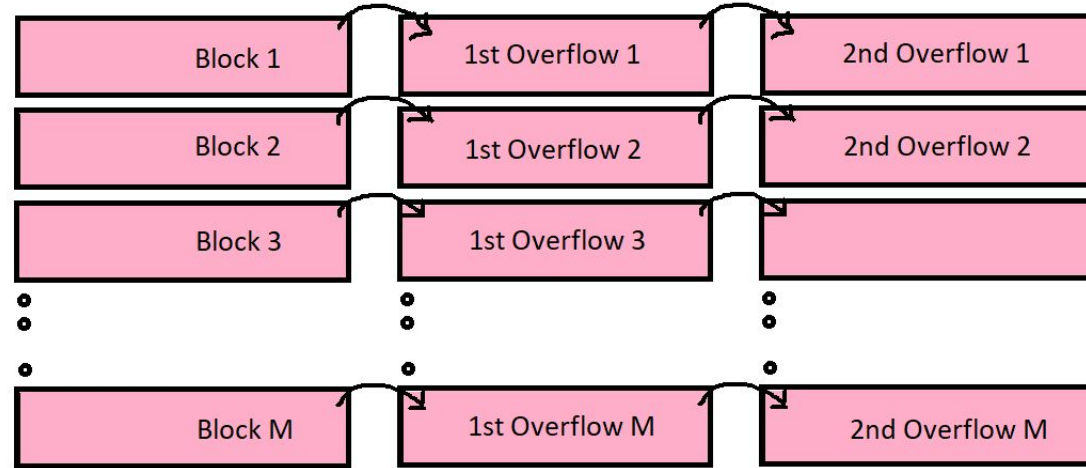 Block 1 1st Overflow 1 2nd Overflow 1
Block 2 1st Overflow 2 2nd Overflow 2
Block 3 1st Overflow 3
Block M 1st Overflow M 2nd Overflow M